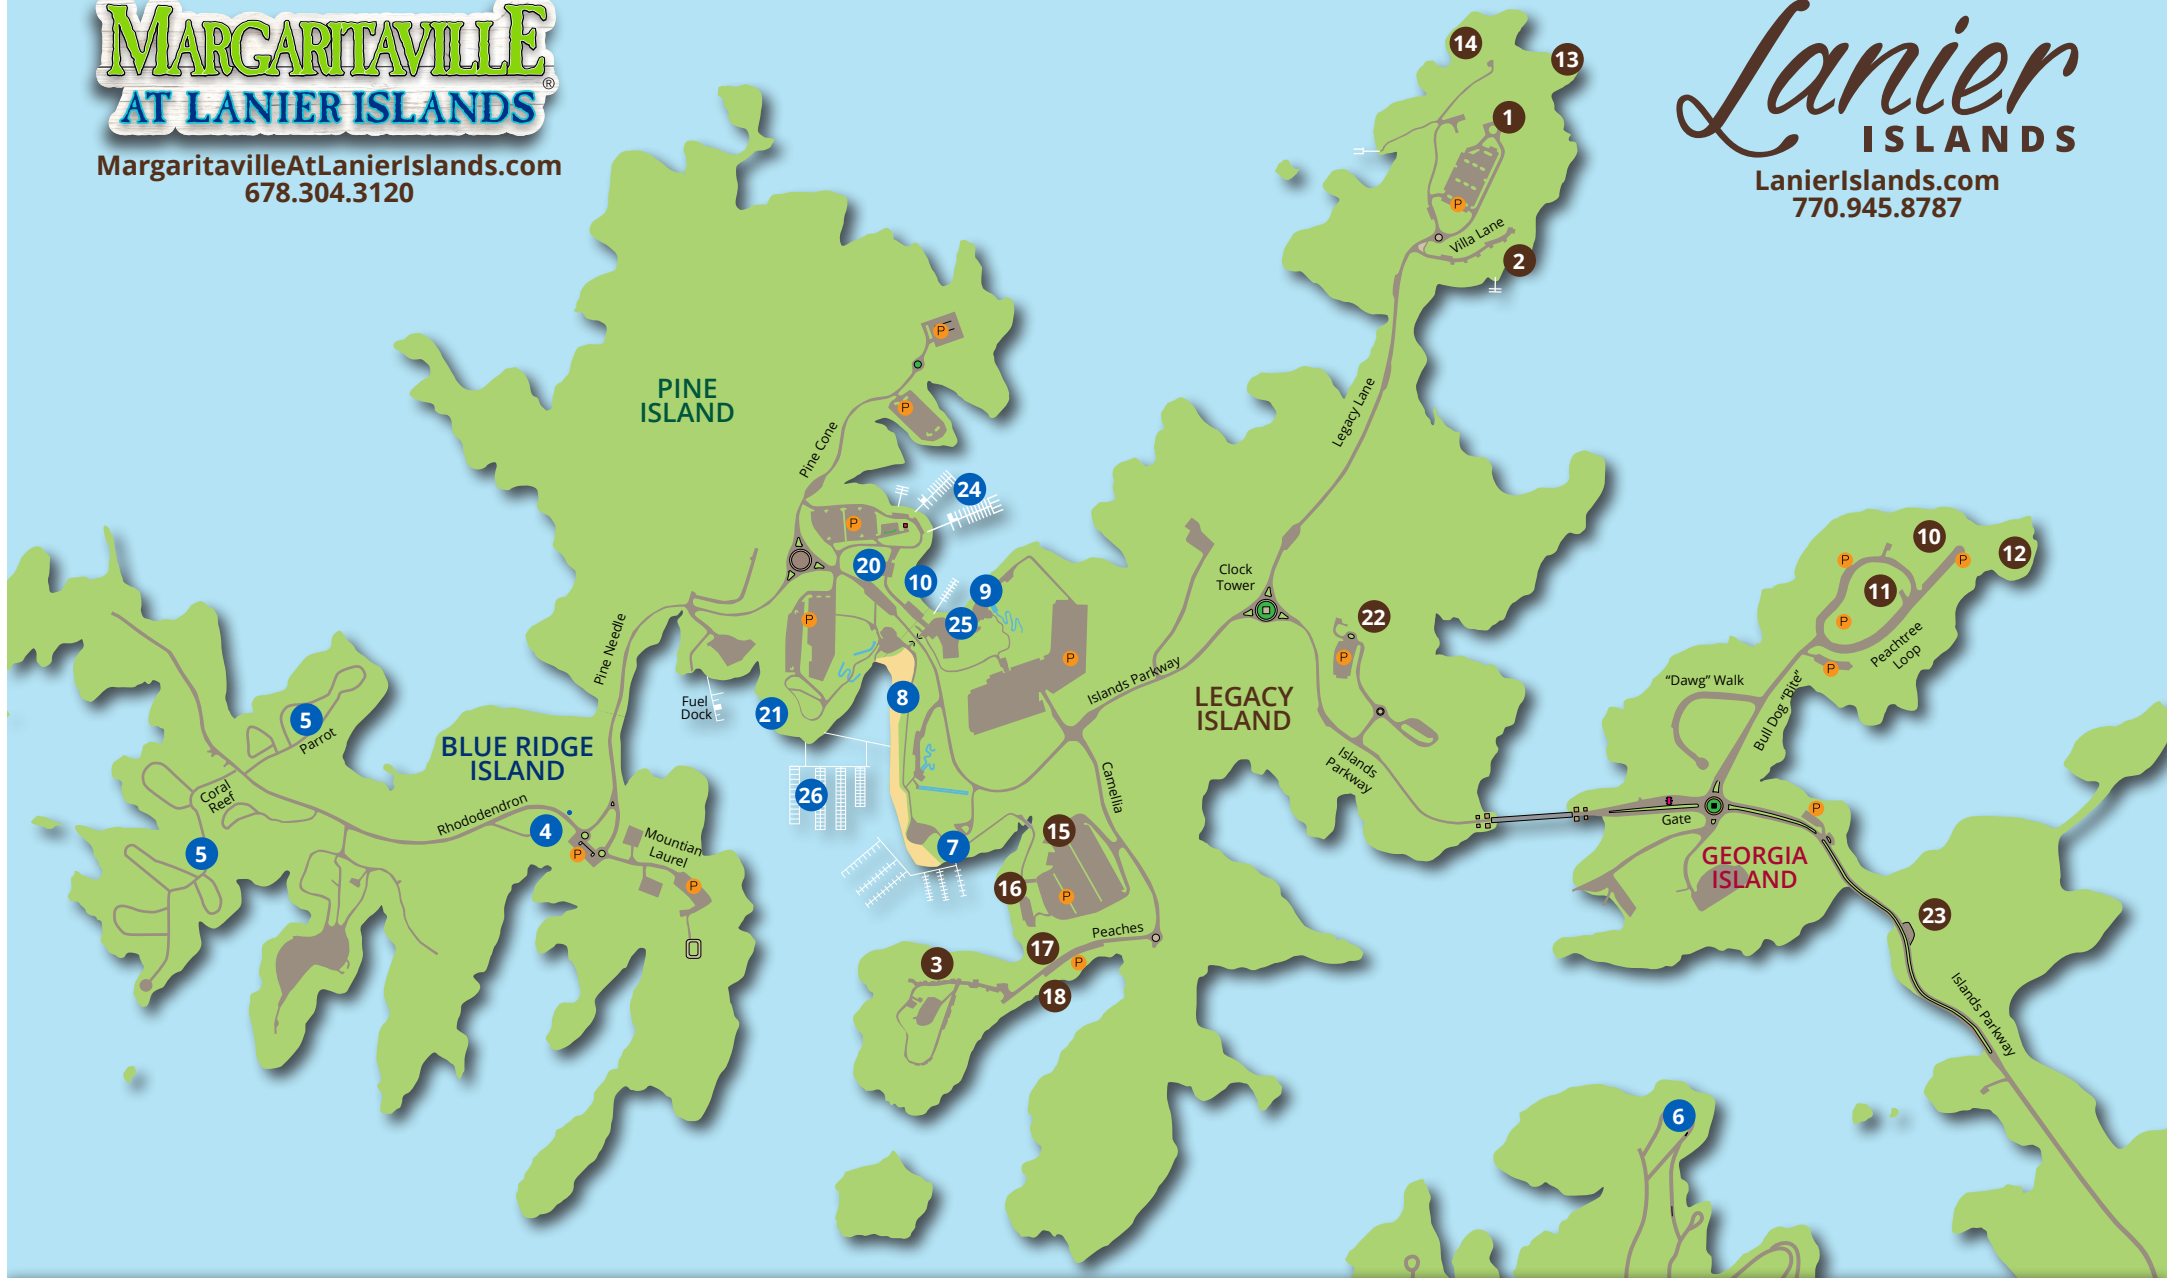 MARGARITAVILLE
®
AT LANIER ISLANDS
MargaritavilleAtLanierIslands.com
678.304.3120
Lanier
ISLANDS
LanierIslands.com
770.945.8787
14
13
1
P
Villa Lane
2
P
PINE
ISLAND
P
Legacy Lane
Pine Cone
24
P
20
10
9
Clock
Tower
10
12
P
P
11
P
Peachtree
Loop
P
25
P
22
P
P
Pine Needle
Islands Parkway
LEGACY
ISLAND
"Dawg" Walk
Bull Dog "Bite"
Fuel
Dock
21
8
5
Parrot
BLUE RIDGE
ISLAND
Islands
Parkway
Camellia
26
Coral
Reef
Rhododendron
4
P
Mountian
Laurel
P
5
7
15
16
P
Gate
P
GEORGIA
ISLAND
23
Peaches
17
P
3
18
Islands Parkway
6